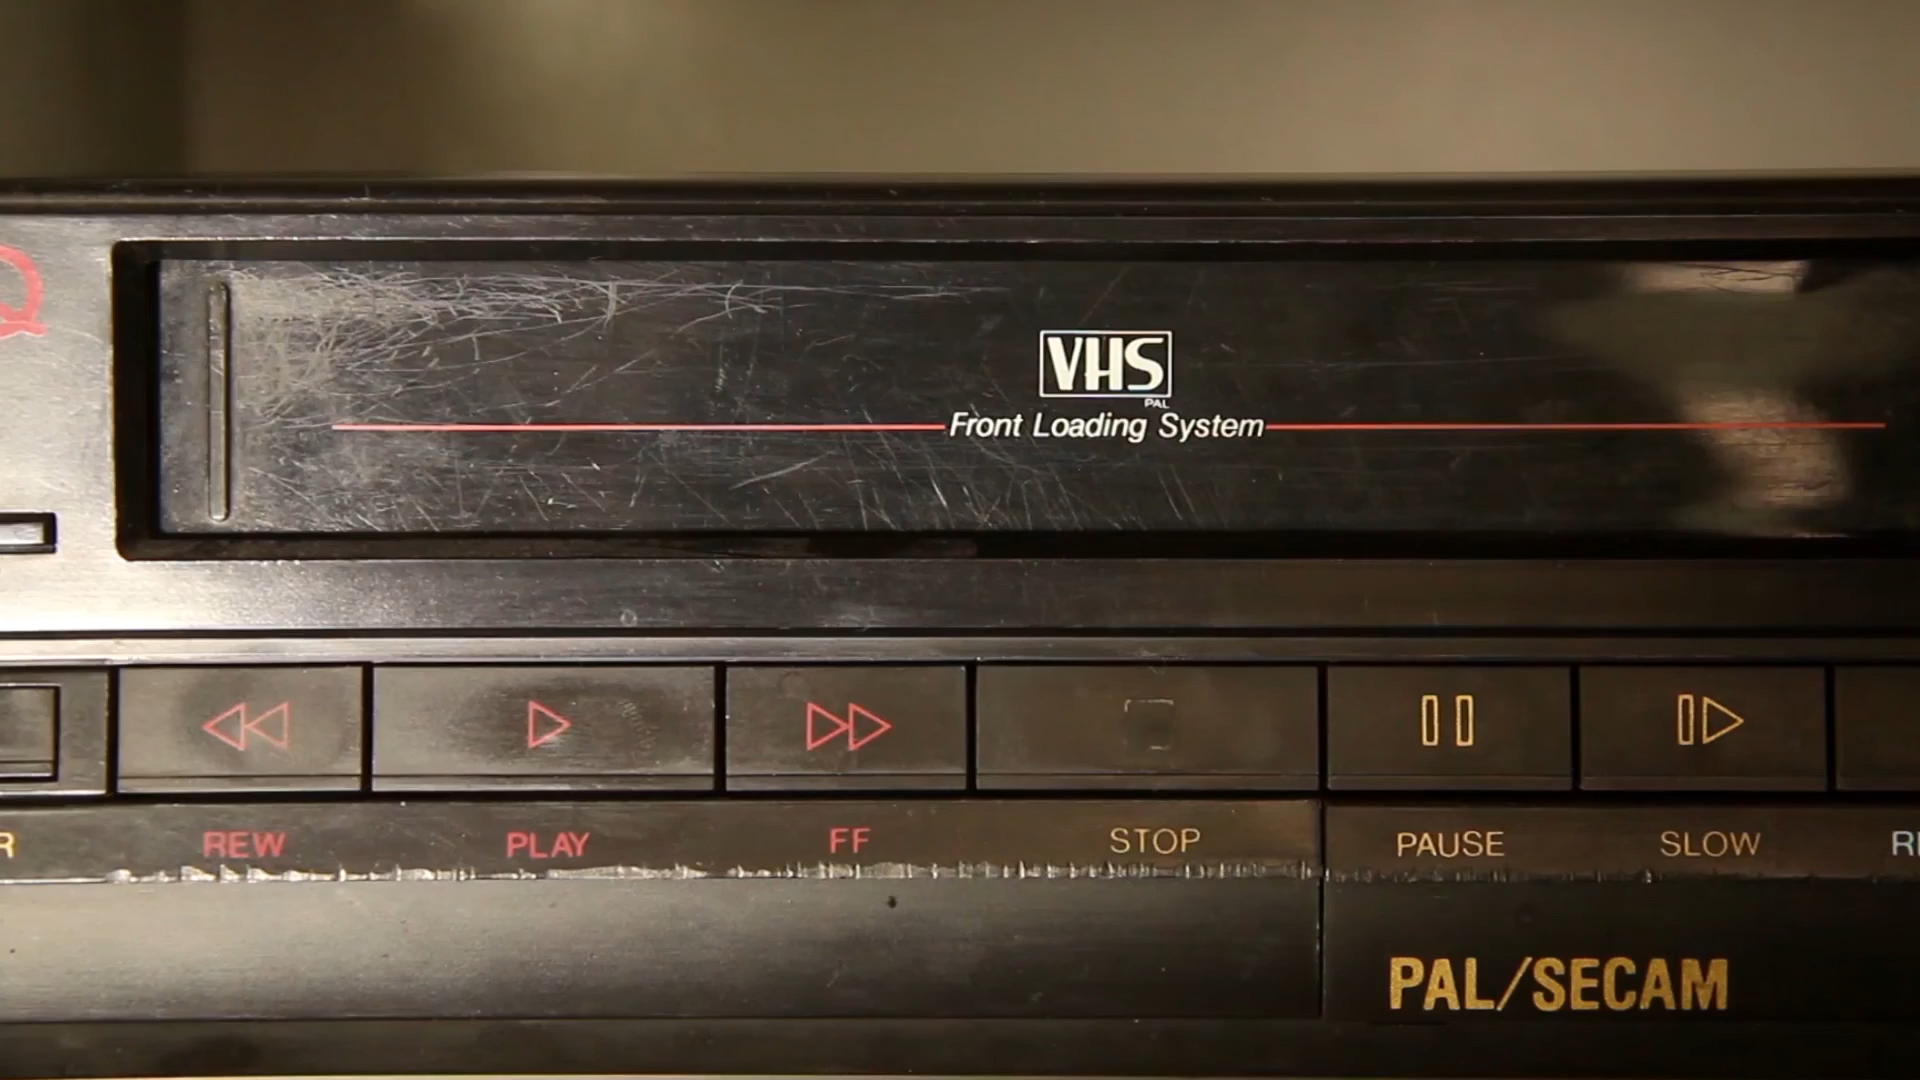 Q
VHS
PAL
Front Loading System
R
REW
PLAY
FF
STOP
PAUSE
SLOW
PAL/SECAM